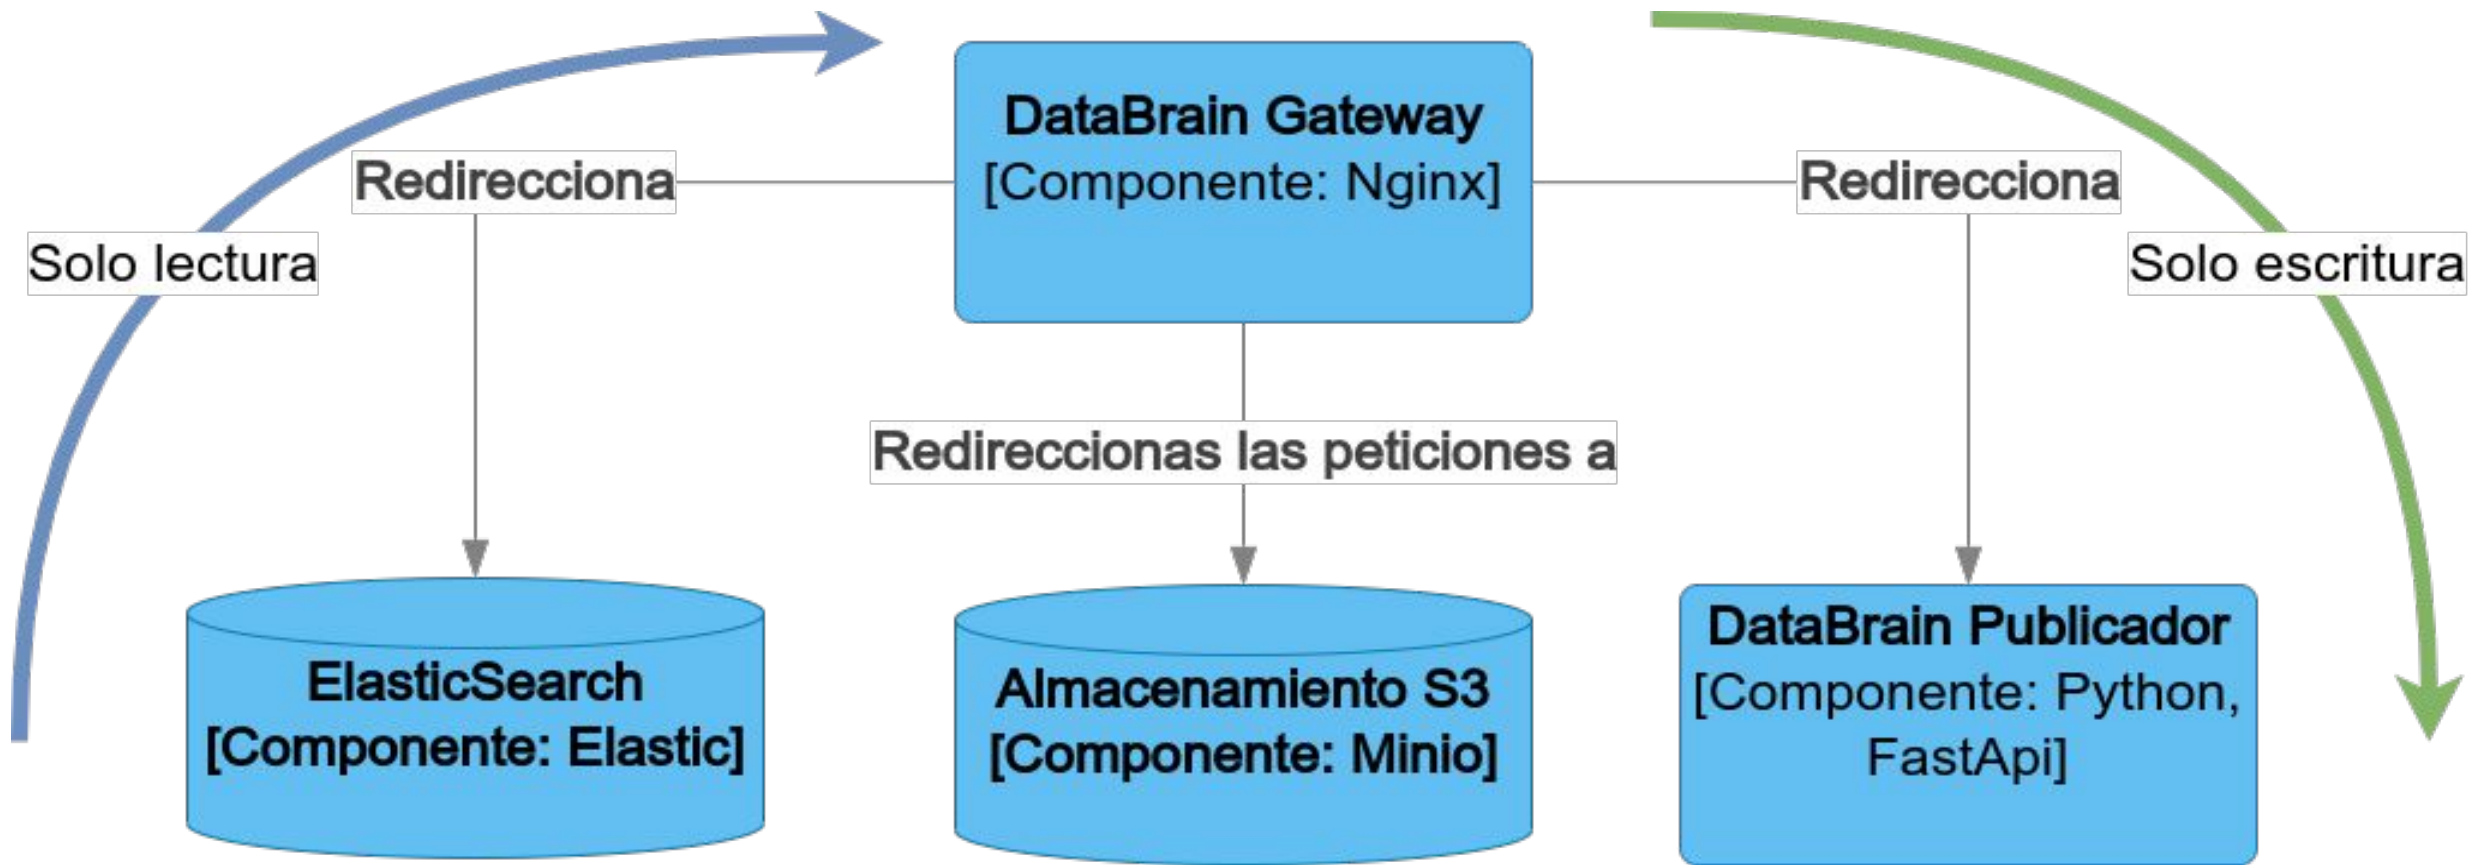 DataBrain Gateway
[Componente: Nginx]
Redirecciona
Redirecciona
Solo lectura
Solo escritura
Redireccionas las peticiones a
ElasticSearch
[Componente: Elastic]
Almacenamiento S3
[Componente: Minio]
DataBrain Publicador
[Componente: Python,
FastApi]